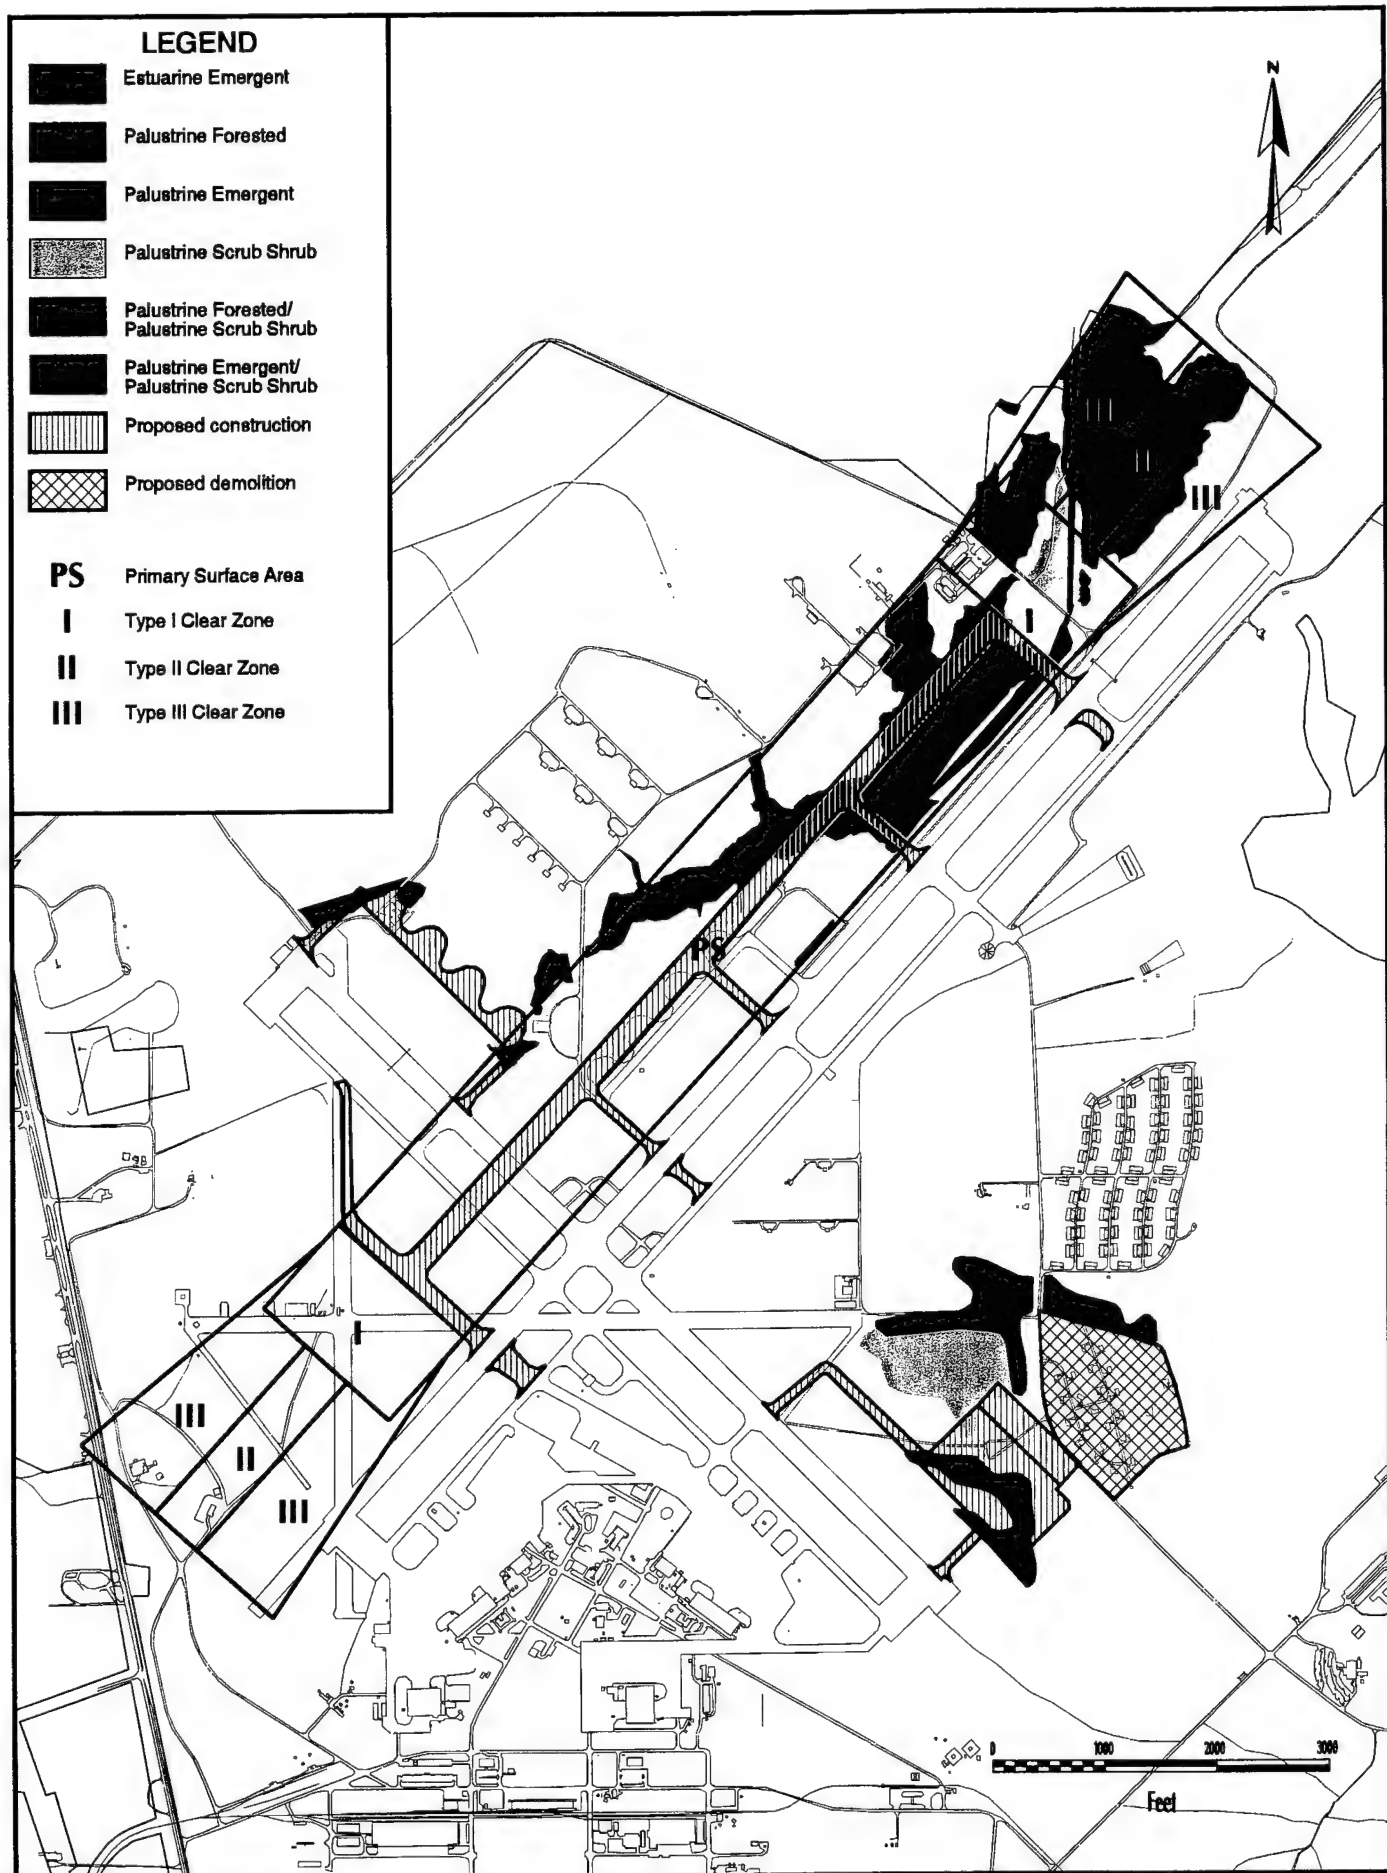 LEGEND
Estuarine Emergent
Palustrine Forested
Palustrine Emergent
Palustrine Scrub Shrub
Palustrine Forested/
Palustrine Scrub Shrub
Palustrine Emergent/
Palustrine Scrub Shrub
Proposed construction
Proposed demolition
PS Primary Surface Area
I Type I Clear Zone
II Type II Clear Zone
III Type III Clear Zone
N
III
II
III
I
PS
I
III
II
III
0 1000 2000 3000
Feet